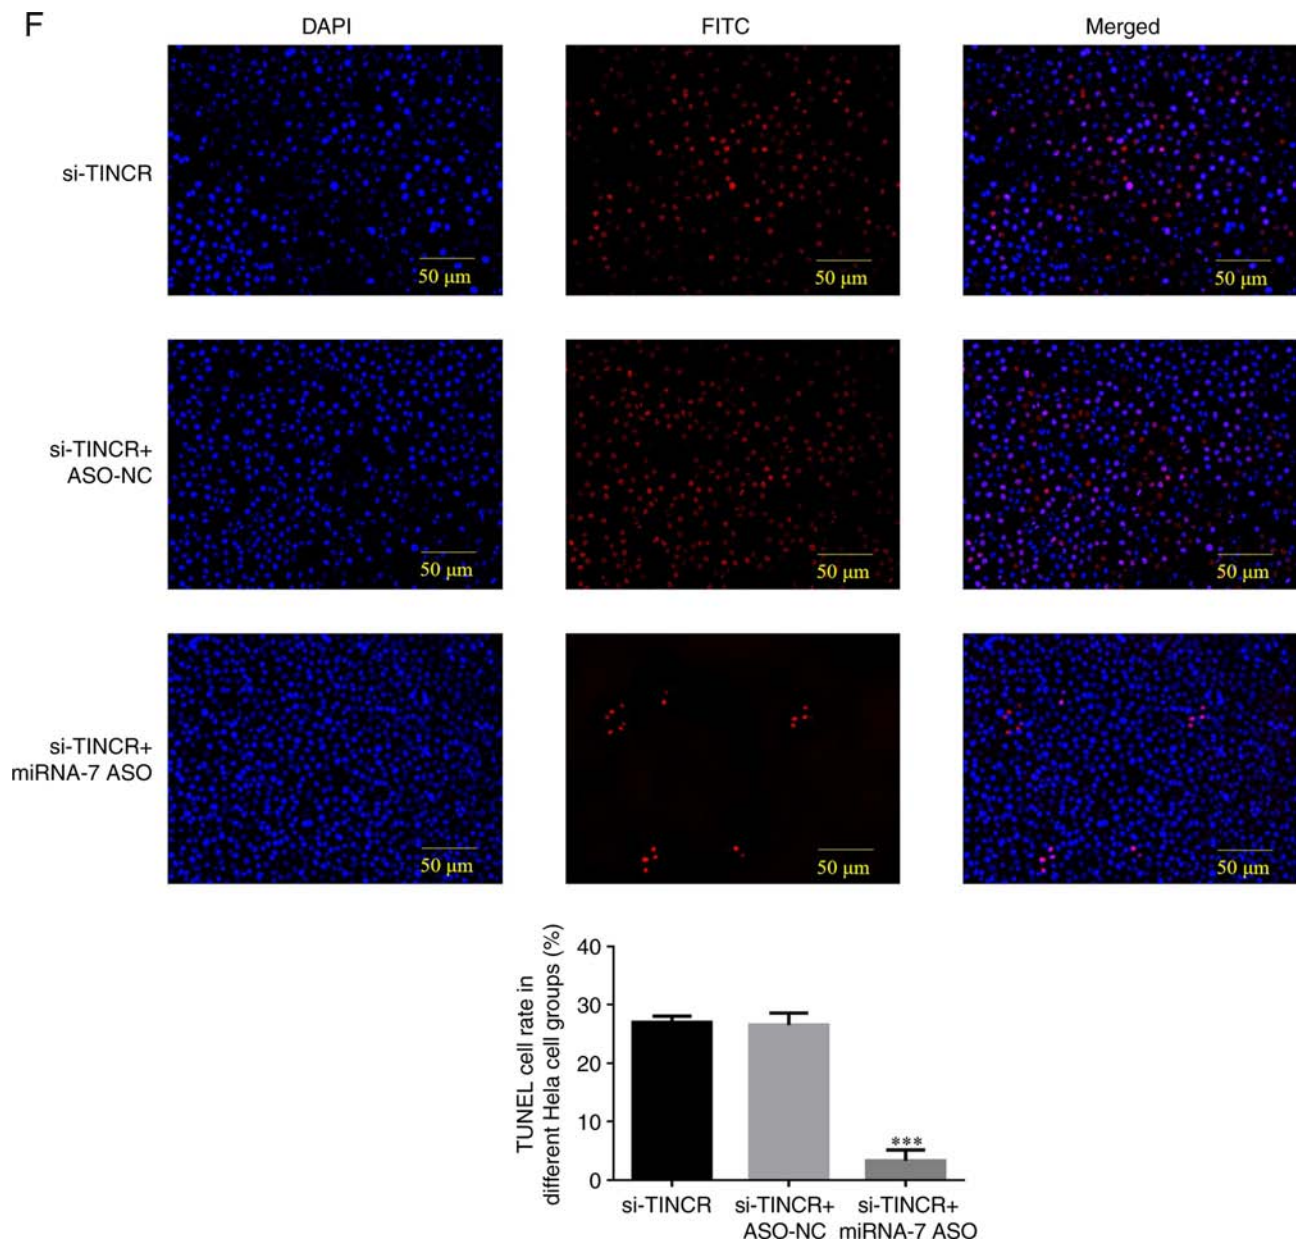 F
DAPI
FITC
Merged
si-TINCR
50 μm
50 μm
50 μm
si-TINCR+
ASO-NC
50 μm
50 μm
50 μm
si-TINCR+
miRNA-7 ASO
50 μm
50 μm
50 μm
TUNEL cell rate in
different Hela cell groups (%)
40
30
20
10
0
***
si-TINCR
si-TINCR+
ASO-NC
si-TINCR+
miRNA-7 ASO